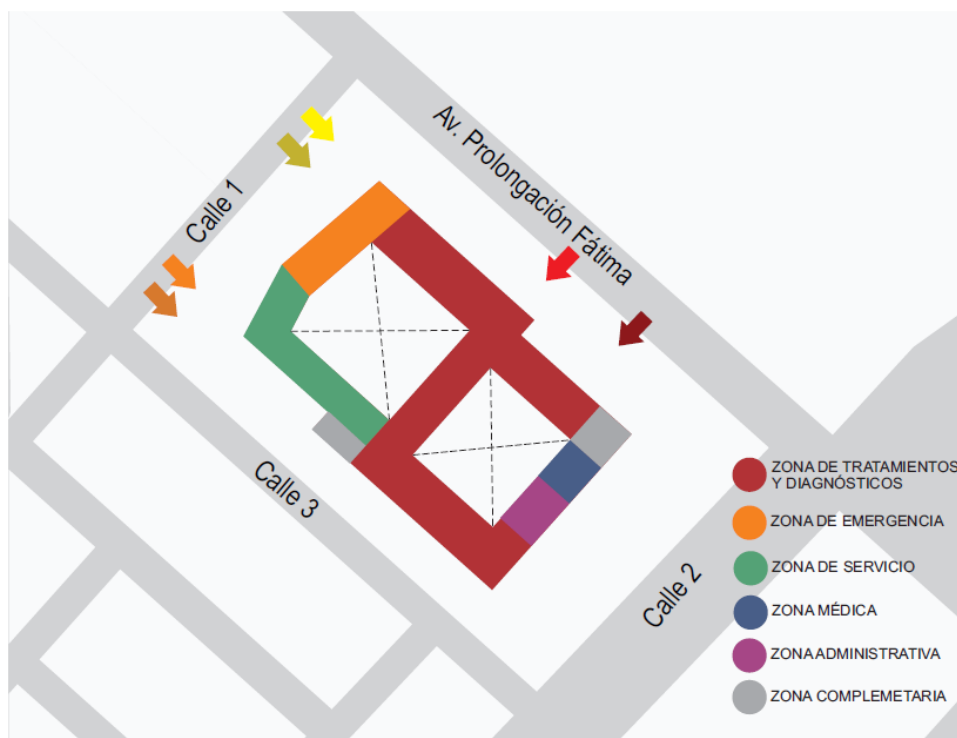 Av. Prolongación Fátima
Calle 1
Calle 3
Calle 2
ZONA DE TRATAMIENTOS
Y DIAGNÓSTICOS
ZONA DE EMERGENCIA
ZONA DE SERVICIO
ZONA MÉDICA
ZONA ADMINISTRATIVA
ZONA COMPLEMETARIA